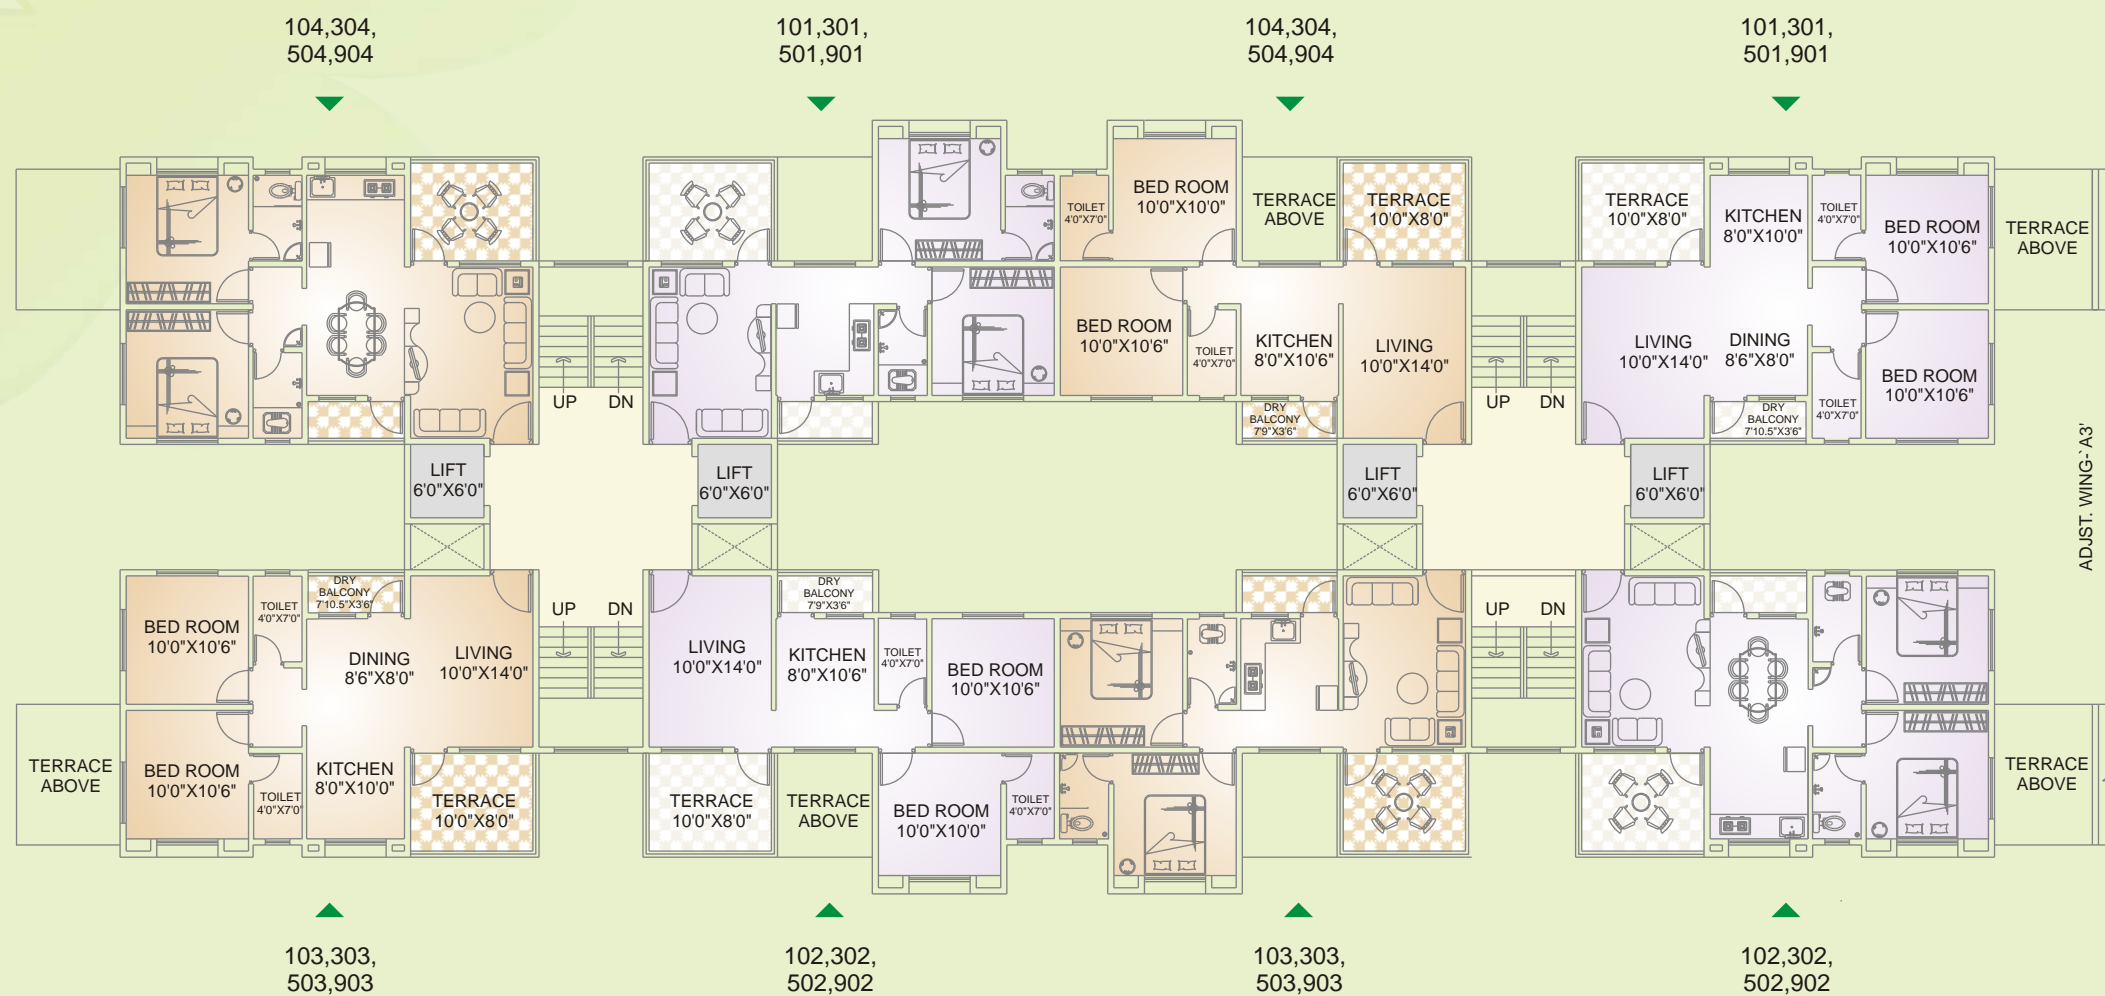 104,304,
504,904
101,301,
501,901
104,304,
504,904
101,301,
501,901
BED ROOM
10'0"X10'0"
TOILET
4'0"X7'0"
TERRACE
ABOVE
TERRACE
10'0"X8'0"
TERRACE
10'0"X8'0"
KITCHEN
8'0"X10'0"
TOILET
4'0"X7'0"
BED ROOM
10'0"X10'6"
TERRACE
ABOVE
BED ROOM
10'0"X10'6"
TOILET
4'0"X7'0"
KITCHEN
8'0"X10'6"
LIVING
10'0"X14'0"
LIVING
10'0"X14'0"
DINING
8'6"X8'0"
BED ROOM
10'0"X10'6"
UP
DN
UP
DN
DRY
BALCONY
7'9"X3'6"
DRY
BALCONY
7'10.5"X3'6"
TOILET
4'0"X7'0"
LIFT
6'0"X6'0"
LIFT
6'0"X6'0"
LIFT
6'0"X6'0"
LIFT
6'0"X6'0"
ADJST. WING-`A3'
BED ROOM
10'0"X10'6"
TOILET
4'0"X7'0"
DRY
BALCONY
7'10.5"X3'6"
UP
DN
DRY
BALCONY
7'9"X3'6"
UP
DN
DINING
8'6"X8'0"
LIVING
10'0"X14'0"
LIVING
10'0"X14'0"
KITCHEN
8'0"X10'6"
TOILET
4'0"X7'0"
BED ROOM
10'0"X10'6"
TERRACE
ABOVE
BED ROOM
10'0"X10'6"
TOILET
4'0"X7'0"
KITCHEN
8'0"X10'0"
TERRACE
10'0"X8'0"
TERRACE
10'0"X8'0"
TERRACE
ABOVE
BED ROOM
10'0"X10'0"
TOILET
4'0"X7'0"
TERRACE
ABOVE
103,303,
503,903
102,302,
502,902
103,303,
503,903
102,302,
502,902